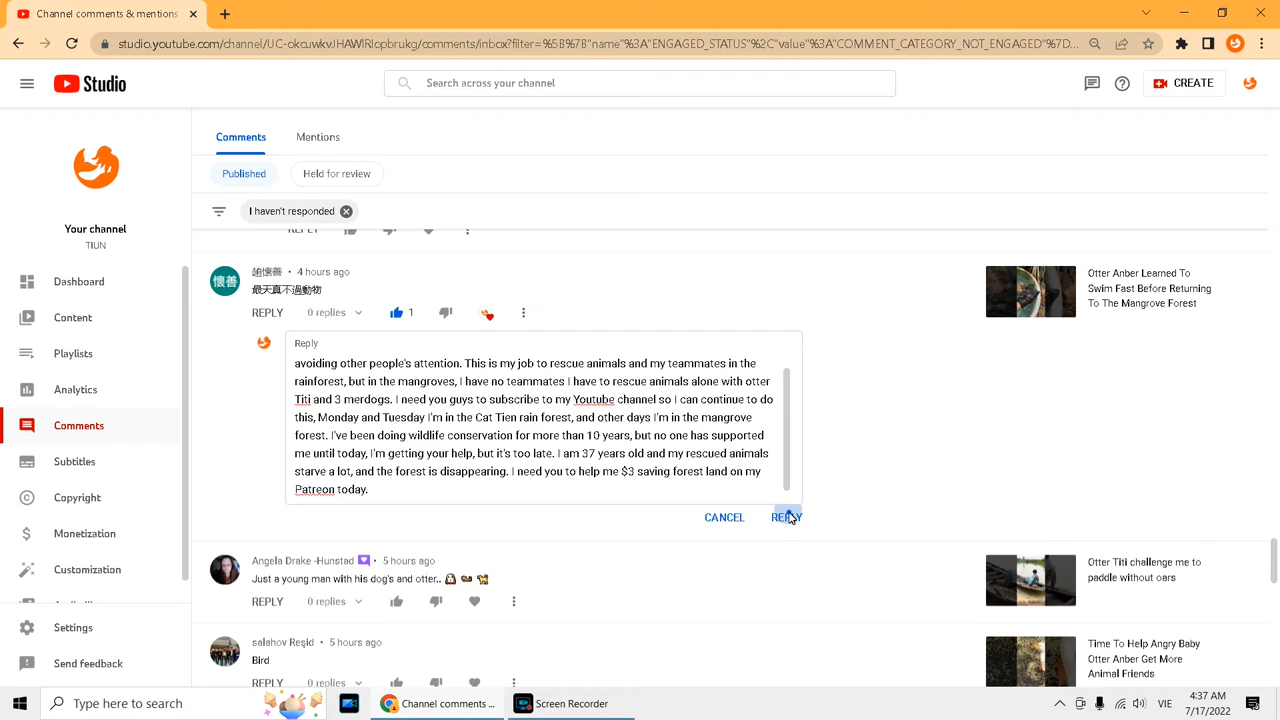 Channel comments & mentions
studio.youtube.com/channel/UCkHAWRlopbrukg/comments/inbox?filter=%5B%7B"name"%3A"ENGAGED_STATUS"%2C"value"%3A"COMMENT_CATEGORY_NOT_ENGAGED"%7D...
Studio
Search across your channel
CREATE
Your channel
TIUN
Dashboard
Content
Playlists
Analytics
Comments
Subtitles
Copyright
Monetization
Customization
Settings
Send feedback
Comments
Mentions
Published
Held for review
I haven't responded
REPLY
趙懷善 • 4 hours ago
懷善
最天真不過動物
REPLY
0 replies
1
Otter Anber Learned To
Swim Fast Before Returning
To The Mangrove Forest
Reply
avoiding other people's attention. This is my job to rescue animals and my teammates in the
rainforest, but in the mangroves, I have no teammates I have to rescue animals alone with otter
Titi and 3 merdogs. I need you guys to subscribe to my Youtube channel so I can continue to do
this, Monday and Tuesday I'm in the Cat Tien rain forest, and other days I'm in the mangrove
forest. I've been doing wildlife conservation for more than 10 years, but no one has supported
me until today, I'm getting your help, but it's too late. I am 37 years old and my rescued animals
starve a lot, and the forest is disappearing. I need you to help me $3 saving forest land on my
Patreon today.
CANCEL
REPLY
Angela Drake -Hunstad • 5 hours ago
Just a young man with his dog's and otter..
REPLY
0 replies
Otter Titi challenge me to
paddle without oars
salahov Reşid • 5 hours ago
Bird
REPLY
0 replies
Time To Help Angry Baby
Otter Anber Get More
Animal Friends
Type here to search
Channel comments ...
Screen Recorder
VIE
4:37 AM
7/17/2022